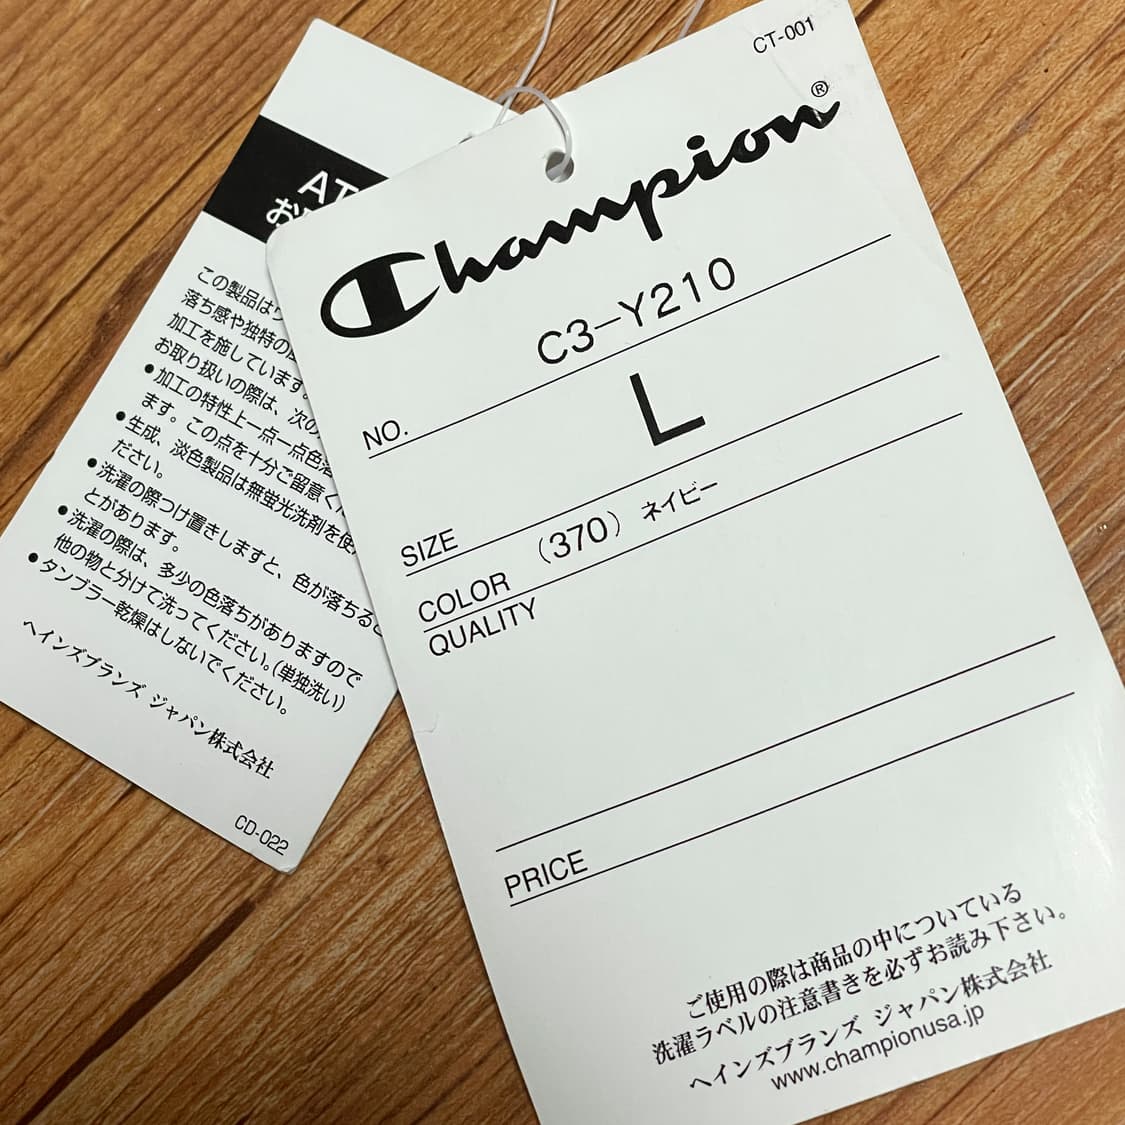 CT-001
Champion®
NO. C3-Y210
SIZE L
COLOR (370) ネイビー
QUALITY
PRICE
ご使用の際は商品の中についている
洗濯ラベルの注意書きを必ずお読み下さい。
ヘインズブランズ ジャパン株式会社
www.championusa.jp
この製品は
落ち感や独特の
加工を施しています。
お取り扱いの際は、次の
●加工の特性上一点一点色落
ます。この点を十分ご留意く
●生成、淡色製品は無蛍光洗剤を使
ださい。
●洗濯の際つけ置きしますと、色が落ちるこ
とがあります。
●洗濯の際は、多少の色落ちがありますので
他の物と分けて洗ってください。(単独洗い)
●タンブラー乾燥はしないでください。
ヘインズブランズ ジャパン株式会社
CD-022